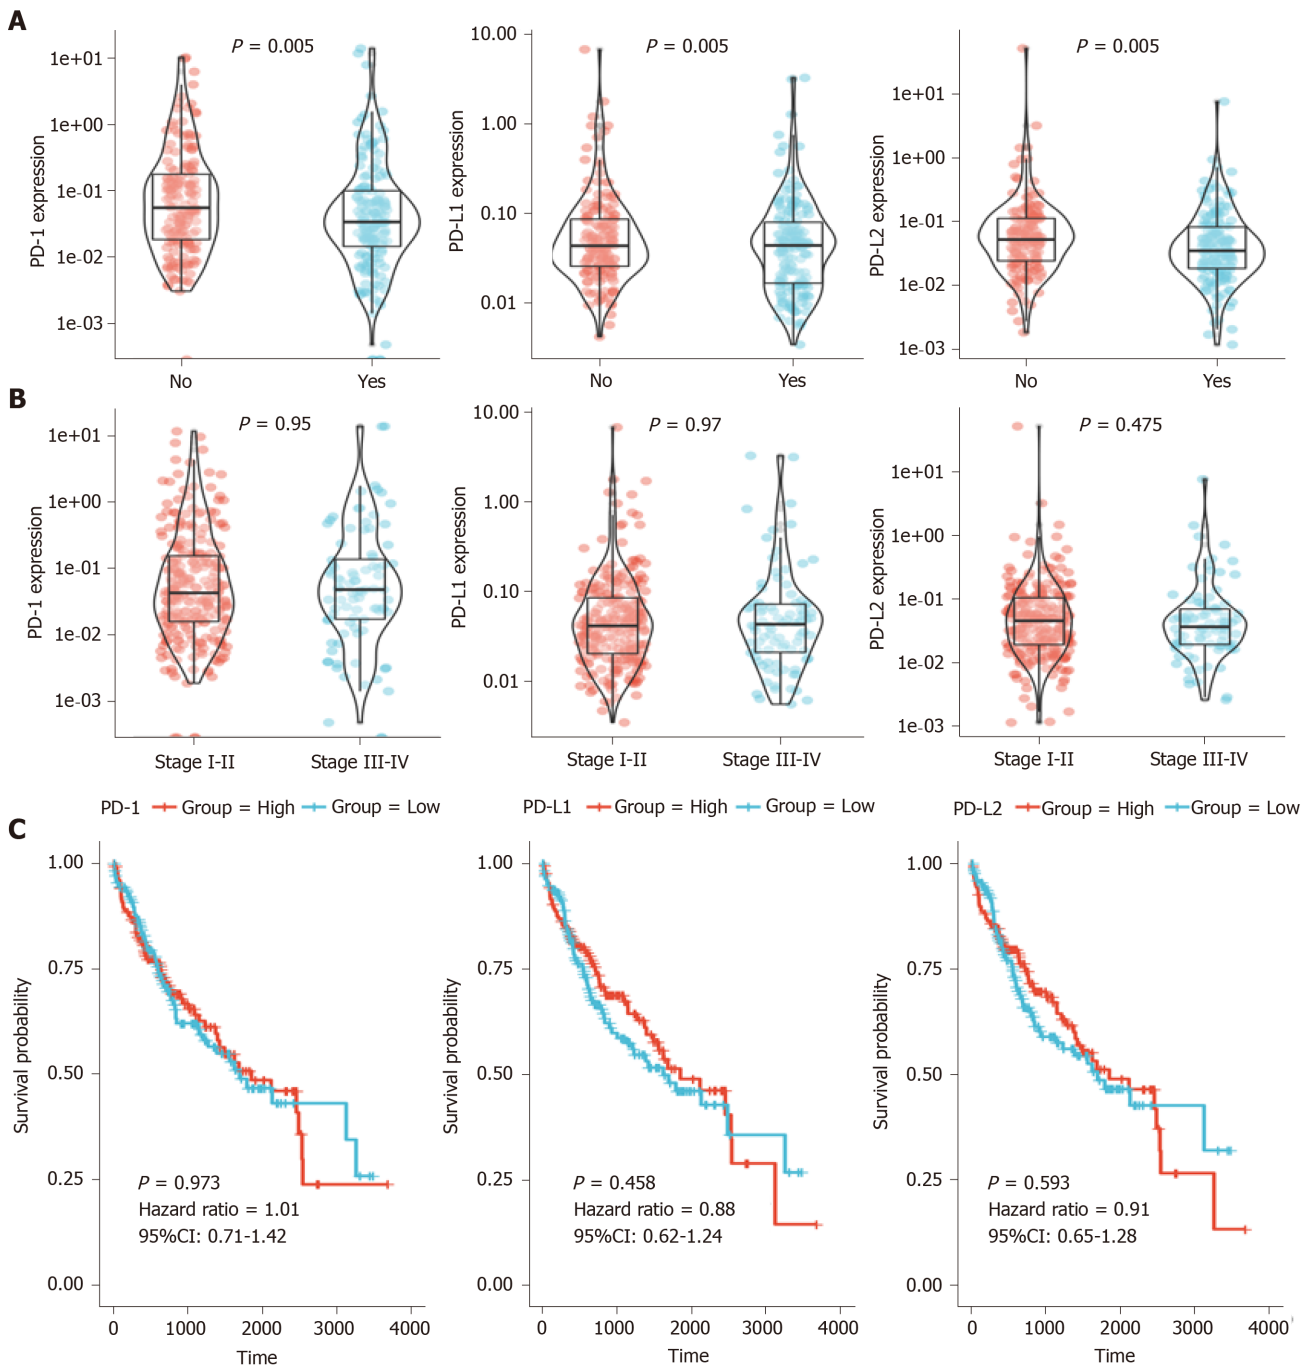 A
P = 0.005
PD-1 expression
1e+01
1e+00
1e-01
1e-02
1e-03
No
Yes
P = 0.005
PD-L1 expression
10.00
1.00
0.10
0.01
No
Yes
P = 0.005
PD-L2 expression
1e+01
1e+00
1e-01
1e-02
1e-03
No
Yes
B
P = 0.95
PD-1 expression
1e+01
1e+00
1e-01
1e-02
1e-03
Stage I-II
Stage III-IV
P = 0.97
PD-L1 expression
10.00
1.00
0.10
0.01
Stage I-II
Stage III-IV
P = 0.475
PD-L2 expression
1e+01
1e+00
1e-01
1e-02
1e-03
Stage I-II
Stage III-IV
C
PD-1 Group = High Group = Low
Survival probability
1.00
0.75
0.50
0.25
0.00
P = 0.973
Hazard ratio = 1.01
95%CI: 0.71-1.42
0 1000 2000 3000 4000
Time
PD-L1 Group = High Group = Low
Survival probability
1.00
0.75
0.50
0.25
0.00
P = 0.458
Hazard ratio = 0.88
95%CI: 0.62-1.24
0 1000 2000 3000 4000
Time
PD-L2 Group = High Group = Low
Survival probability
1.00
0.75
0.50
0.25
0.00
P = 0.593
Hazard ratio = 0.91
95%CI: 0.65-1.28
0 1000 2000 3000 4000
Time